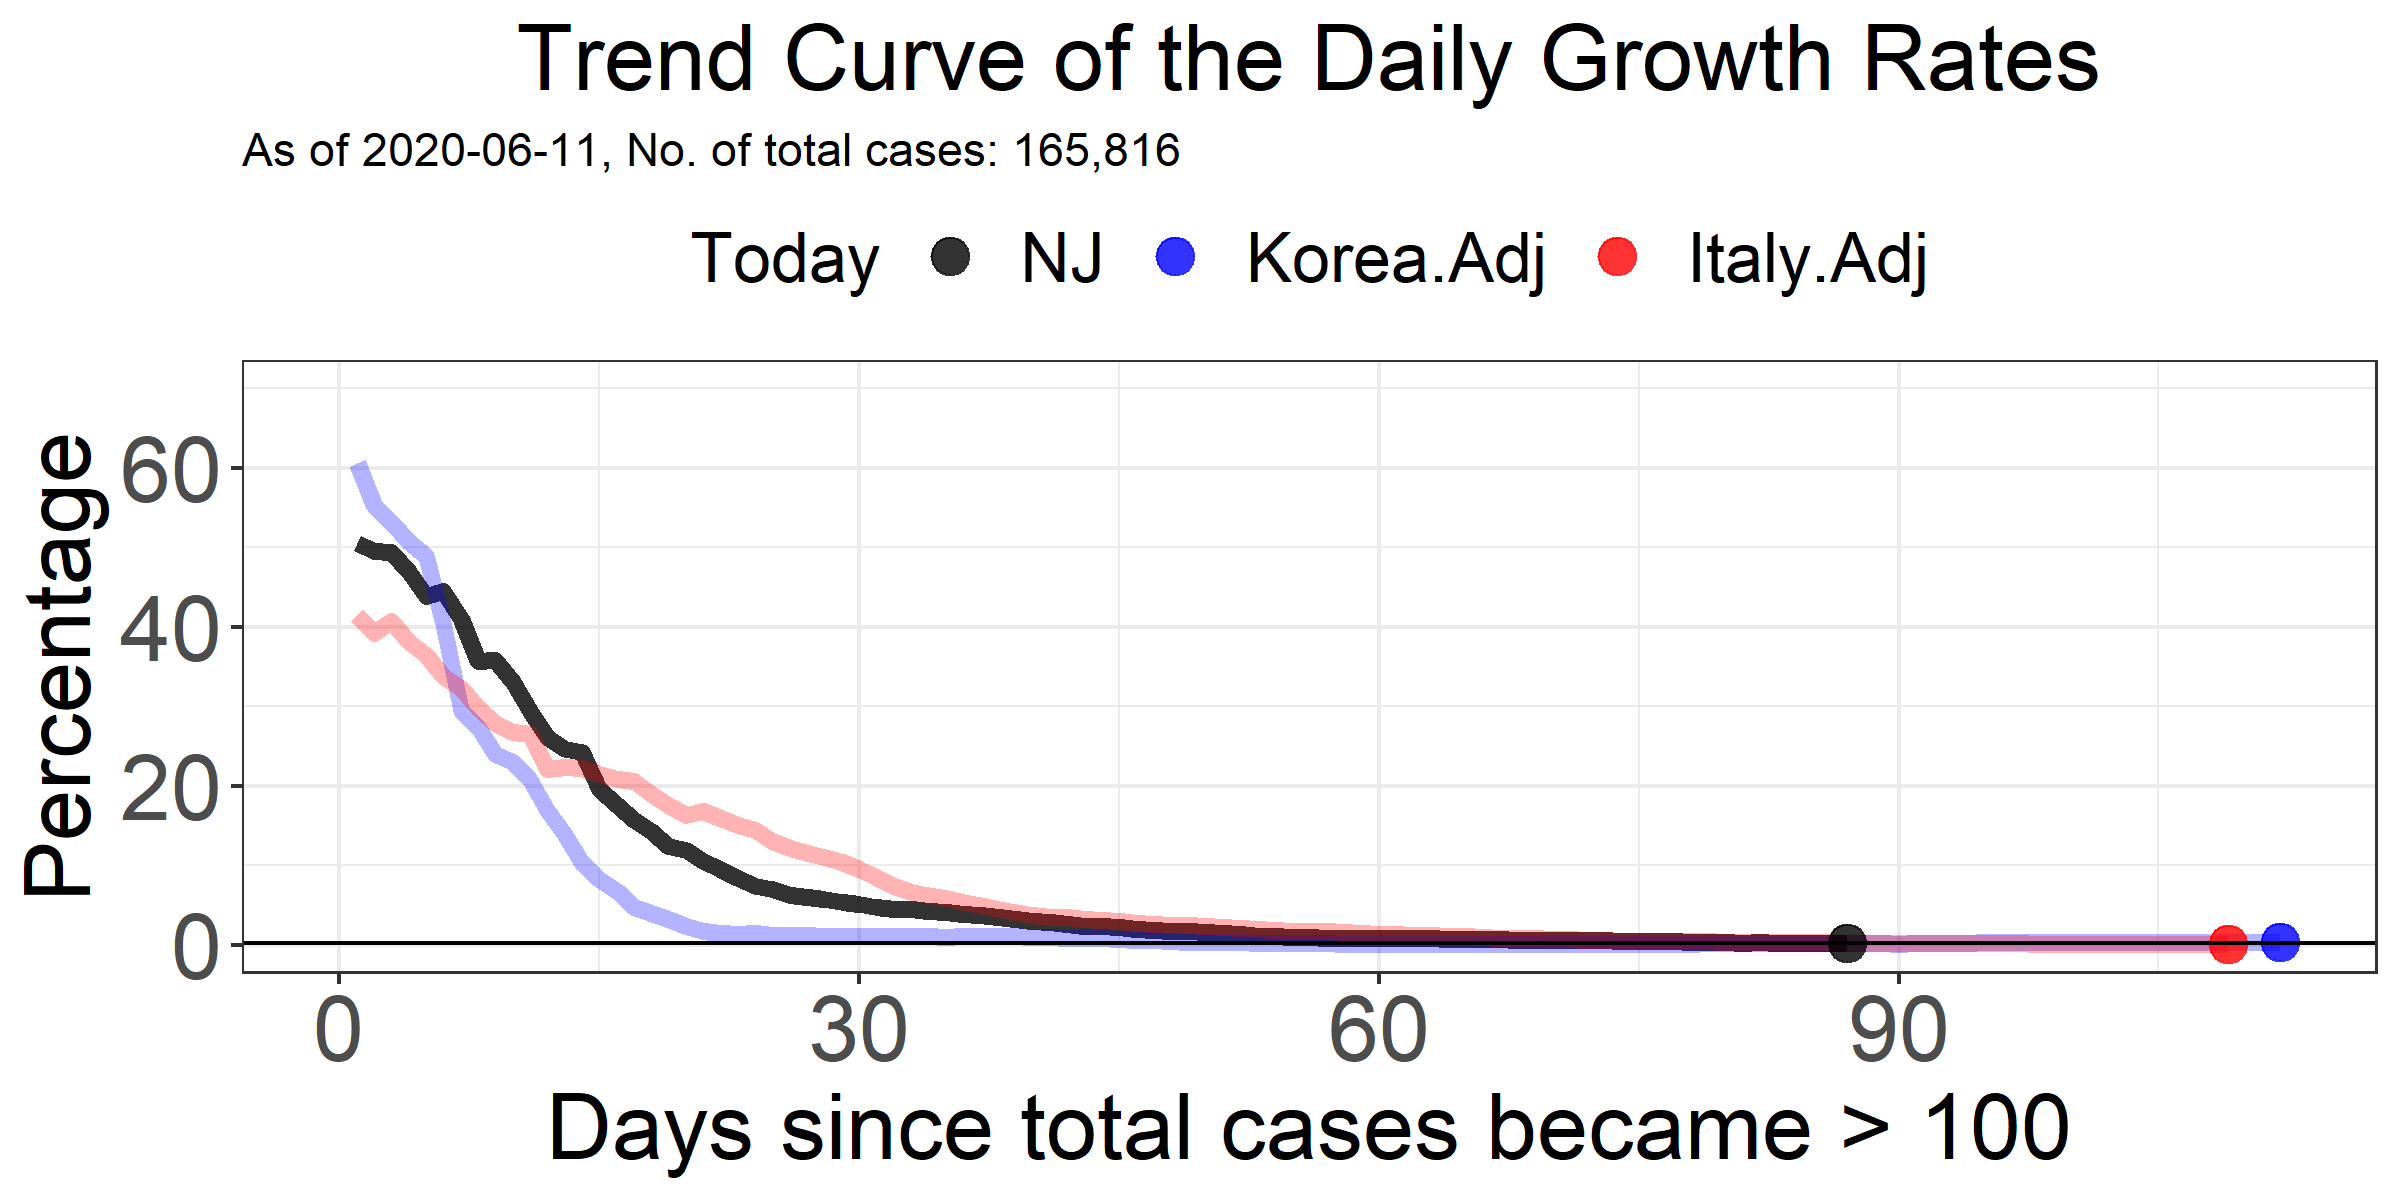 Trend Curve of the Daily Growth Rates
As of 2020-06-11, No. of total cases: 165,816
Today NJ Korea.Adj Italy.Adj
Percentage
60
40
20
0
0 30 60 90
Days since total cases became > 100